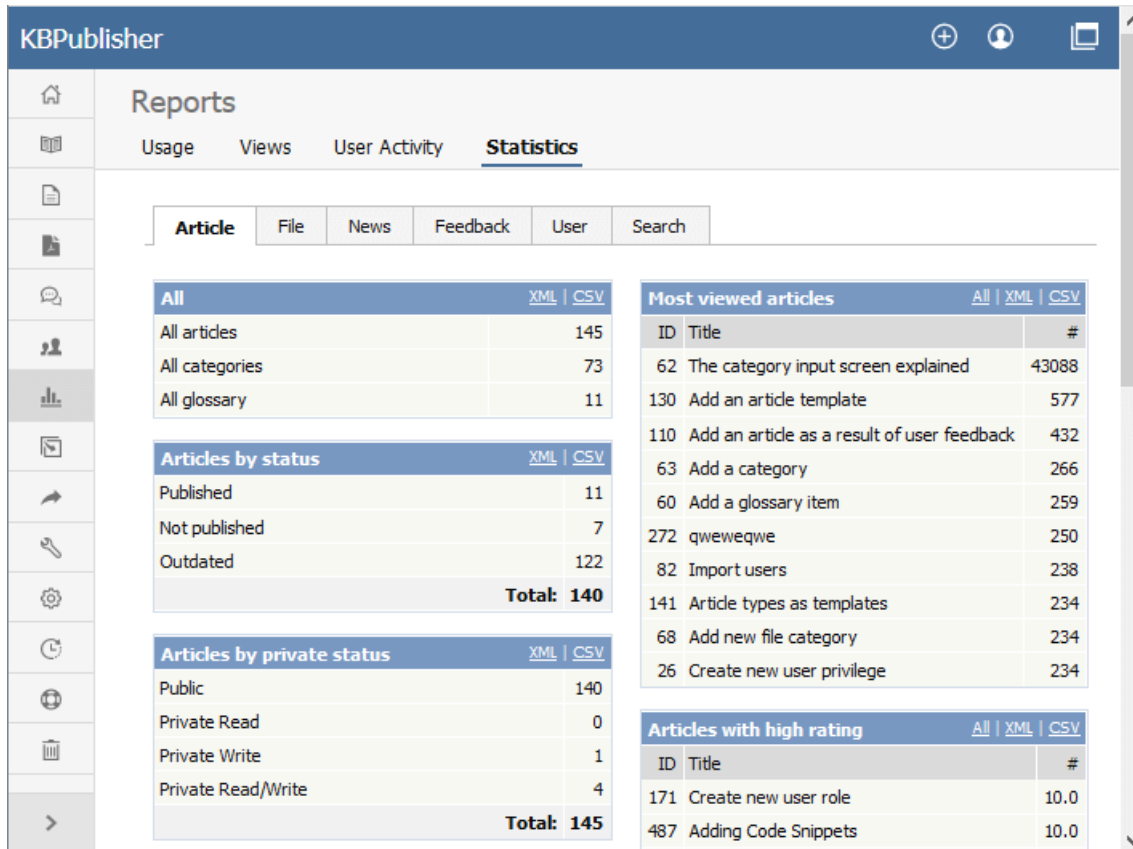 KBPublisher
Reports
Usage Views User Activity Statistics
Article File News Feedback User Search
All XML | CSV
All articles 145
All categories 73
All glossary 11
Articles by status XML | CSV
Published 11
Not published 7
Outdated 122
Total: 140
Articles by private status XML | CSV
Public 140
Private Read 0
Private Write 1
Private Read/Write 4
Total: 145
Most viewed articles All | XML | CSV
ID Title #
62 The category input screen explained 43088
130 Add an article template 577
110 Add an article as a result of user feedback 432
63 Add a category 266
60 Add a glossary item 259
272 qweweqwe 250
82 Import users 238
141 Article types as templates 234
68 Add new file category 234
26 Create new user privilege 234
Articles with high rating All | XML | CSV
ID Title #
171 Create new user role 10.0
487 Adding Code Snippets 10.0